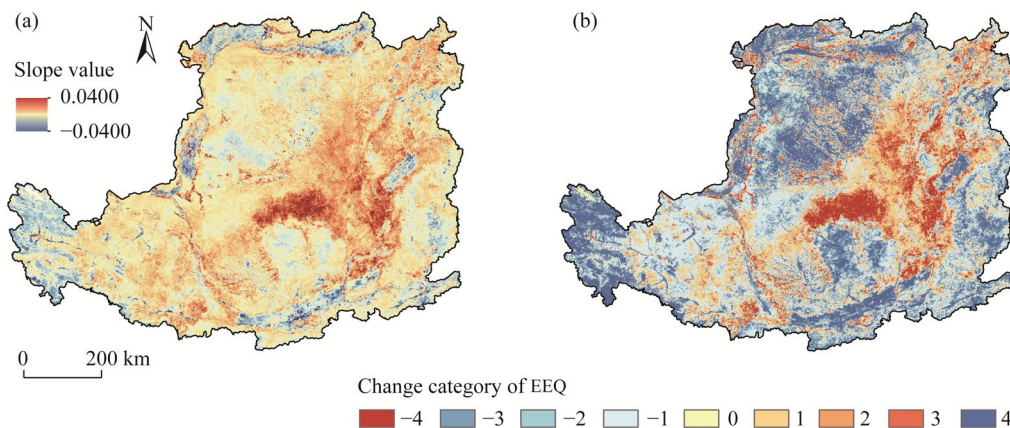 (a)
N
(b)
Slope value
0.0400
−0.0400
0 200 km
Change category of EEQ
−4 −3 −2 −1 0 1 2 3 4